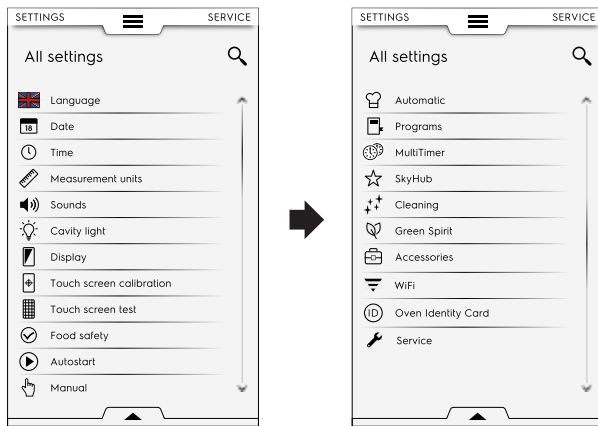 SETTINGS SERVICE
All settings
Language
18 Date
Time
Measurement units
Sounds
Cavity light
Display
Touch screen calibration
Touch screen test
Food safety
Autostart
Manual
SETTINGS SERVICE
All settings
Automatic
Programs
MultiTimer
SkyHub
Cleaning
Green Spirit
Accessories
WiFi
ID Oven Identity Card
Service